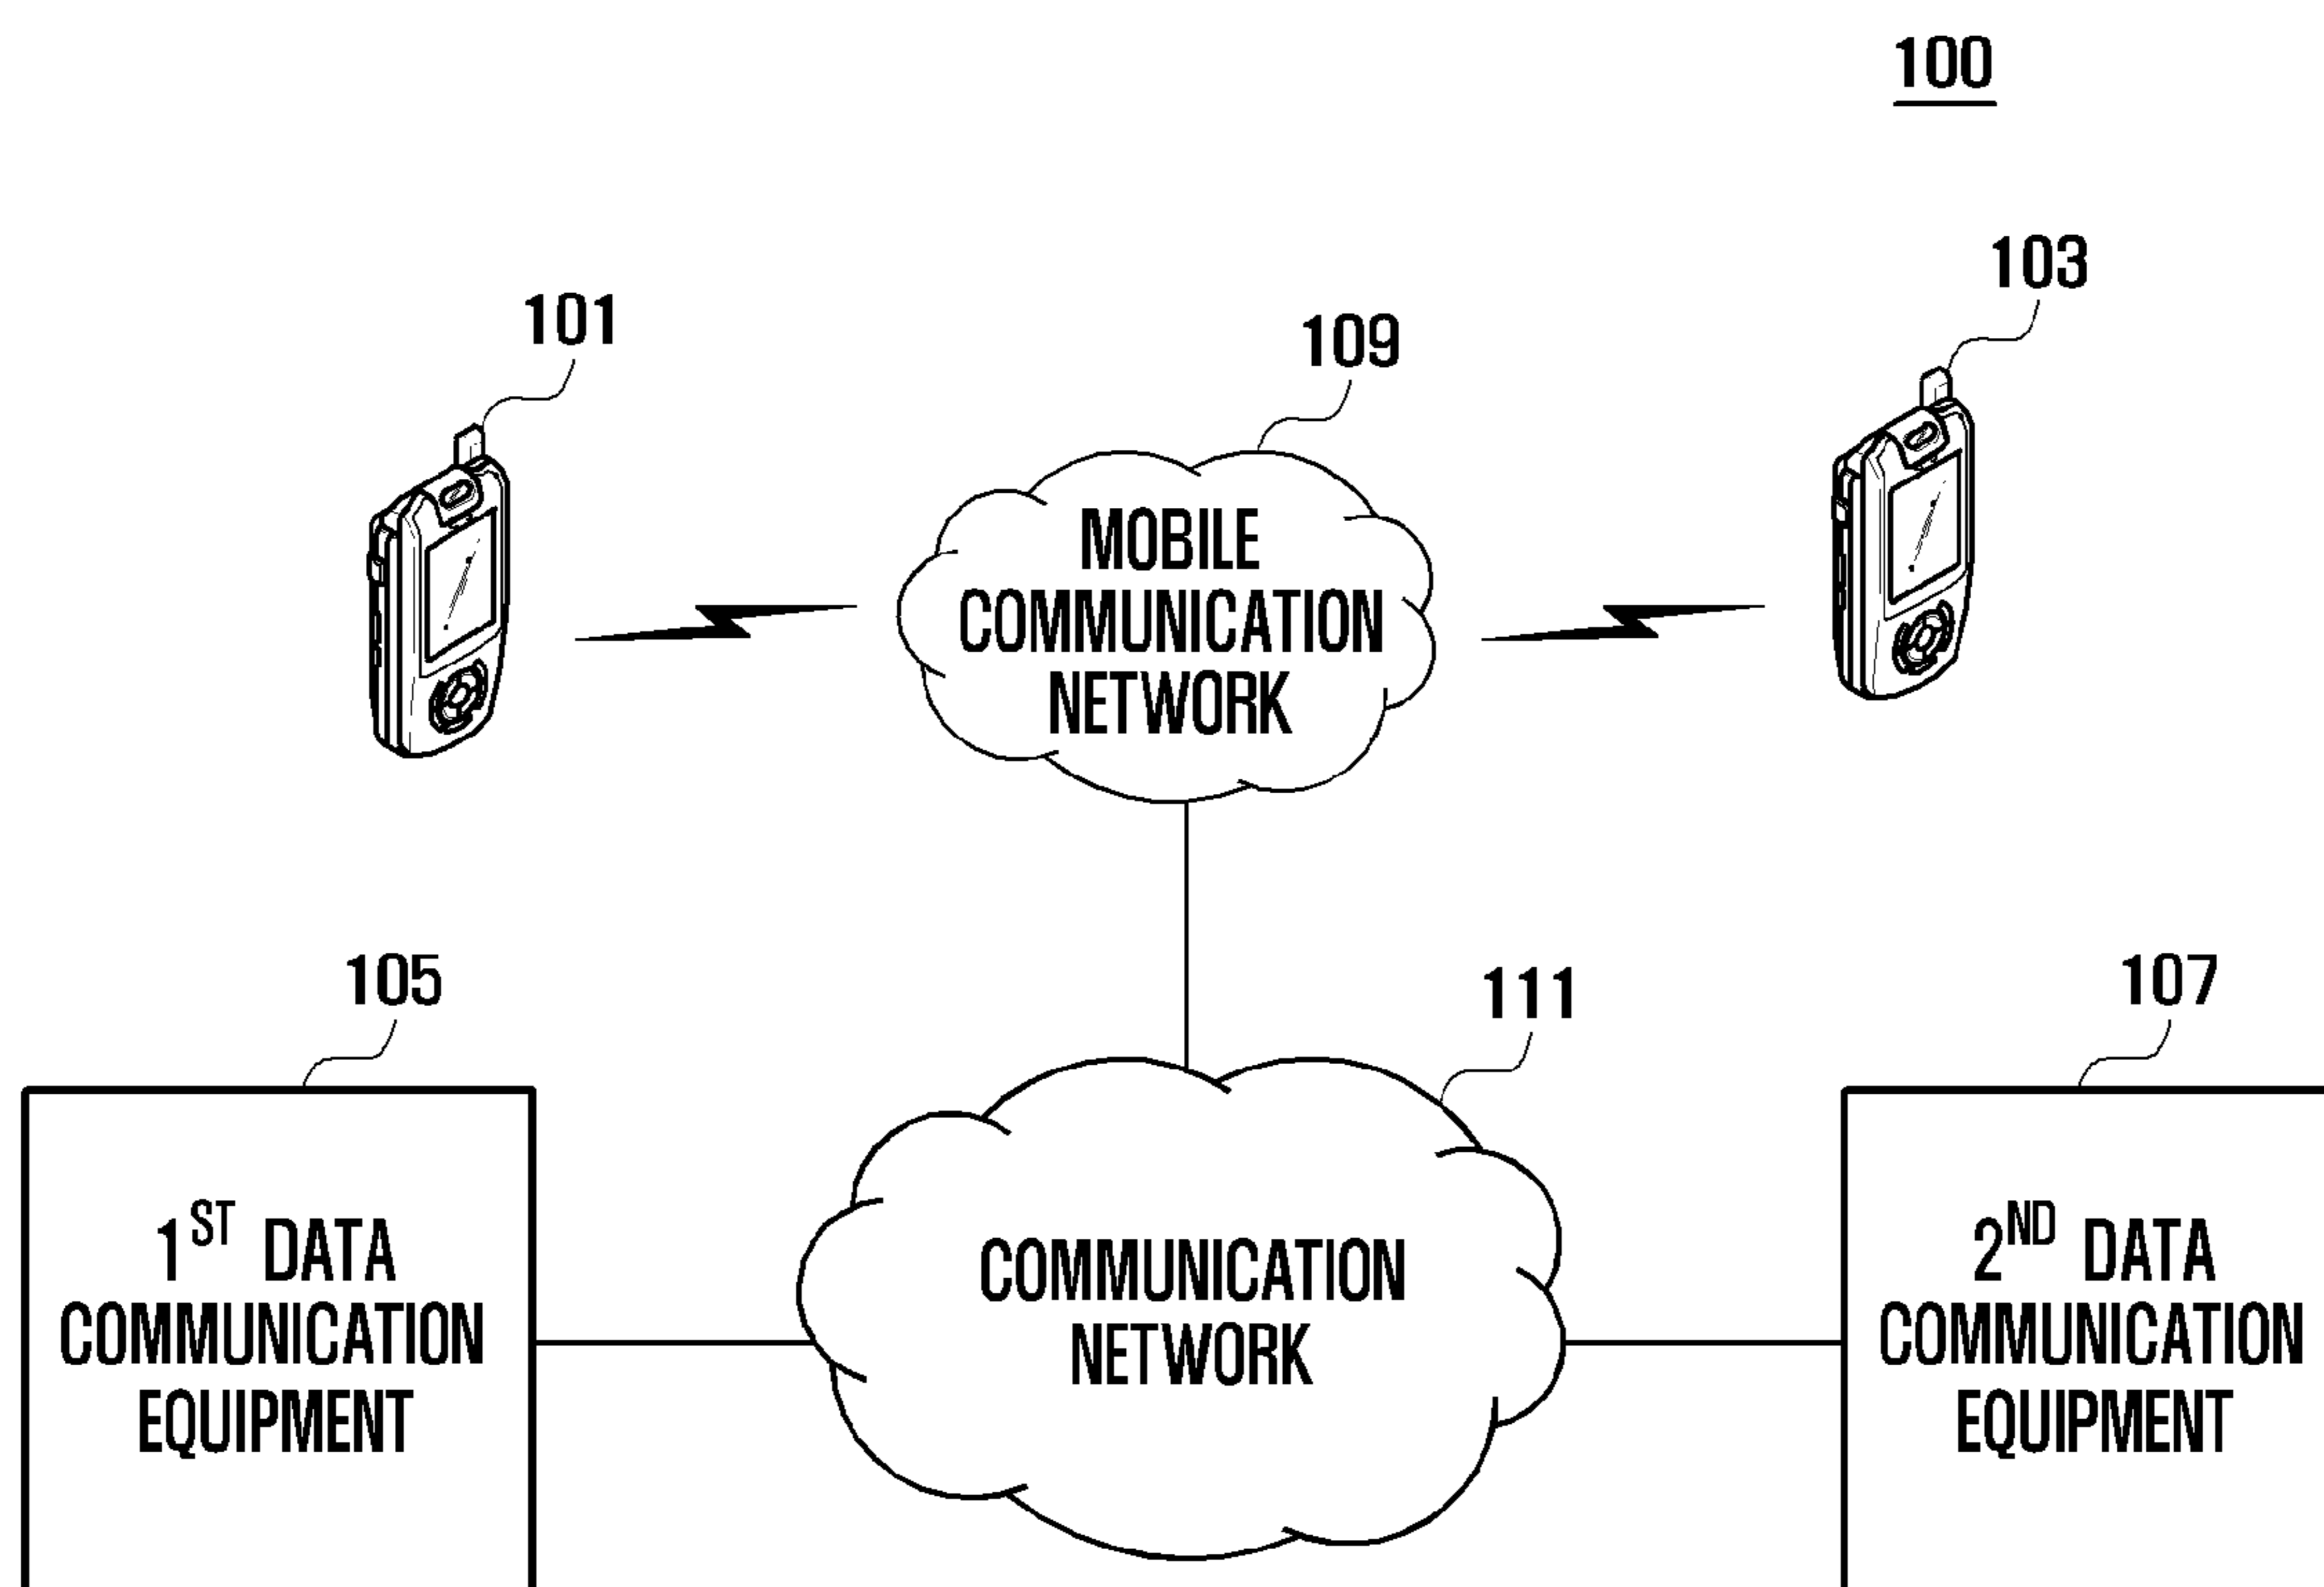 100
103
101
109
MOBILE
COMMUNICATION
NETWORK
105
111
107
1ST DATA
COMMUNICATION
EQUIPMENT
COMMUNICATION
NETWORK
2ND DATA
COMMUNICATION
EQUIPMENT